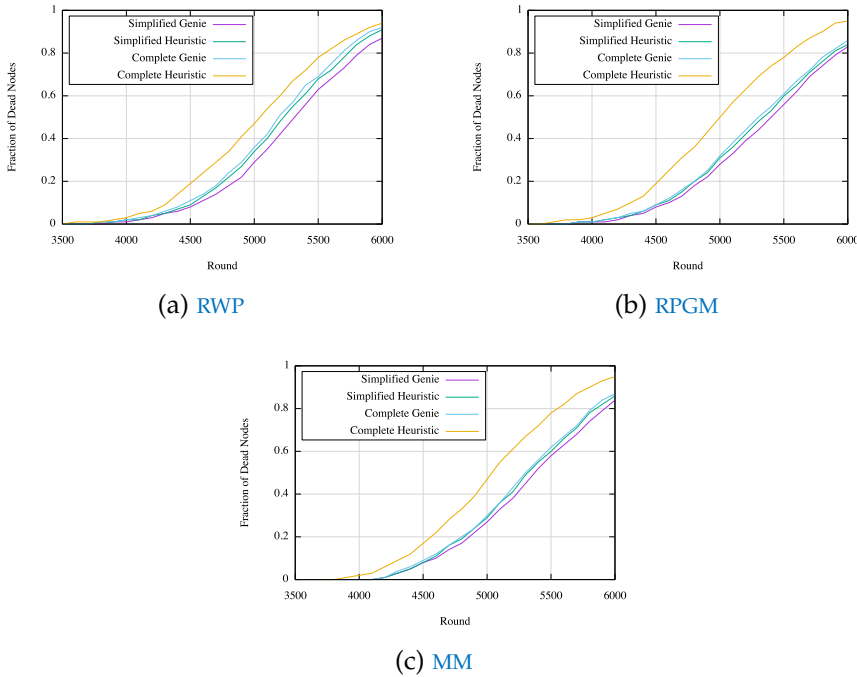 Simplified Genie
Simplified Heuristic
Complete Genie
Complete Heuristic
Fraction of Dead Nodes
1
0.8
0.6
0.4
0.2
0
3500 4000 4500 5000 5500 6000
Round
(a) RWP
Simplified Genie
Simplified Heuristic
Complete Genie
Complete Heuristic
Fraction of Dead Nodes
1
0.8
0.6
0.4
0.2
0
3500 4000 4500 5000 5500 6000
Round
(b) RPGM
Simplified Genie
Simplified Heuristic
Complete Genie
Complete Heuristic
Fraction of Dead Nodes
1
0.8
0.6
0.4
0.2
0
3500 4000 4500 5000 5500 6000
Round
(c) MM